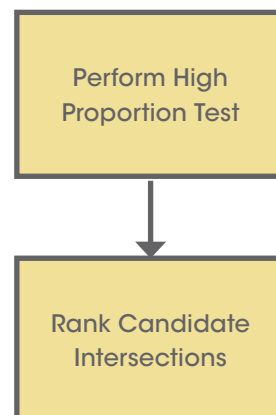 Perform High
Proportion Test
Rank Candidate
Intersections